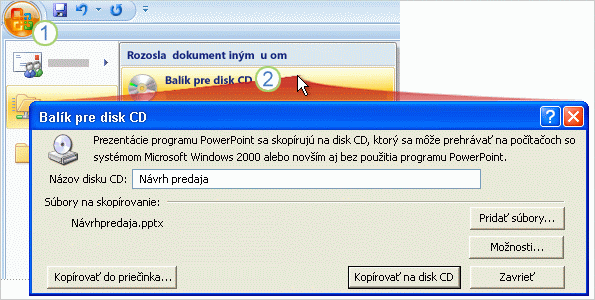 1
Rozosla dokument iným u om
Balík pre disk CD
2
Balík pre disk CD
Prezentácie programu PowerPoint sa skopírujú na disk CD, ktorý sa môže prehrávať na počítačoch so
systémom Microsoft Windows 2000 alebo novším aj bez použitia programu PowerPoint.
Názov disku CD: Návrh predaja
Súbory na skopírovanie:
Návrhpredaja.pptx
Pridať súbory...
Možnosti...
Kopírovať do priečinka... Kopírovať na disk CD Zavrieť